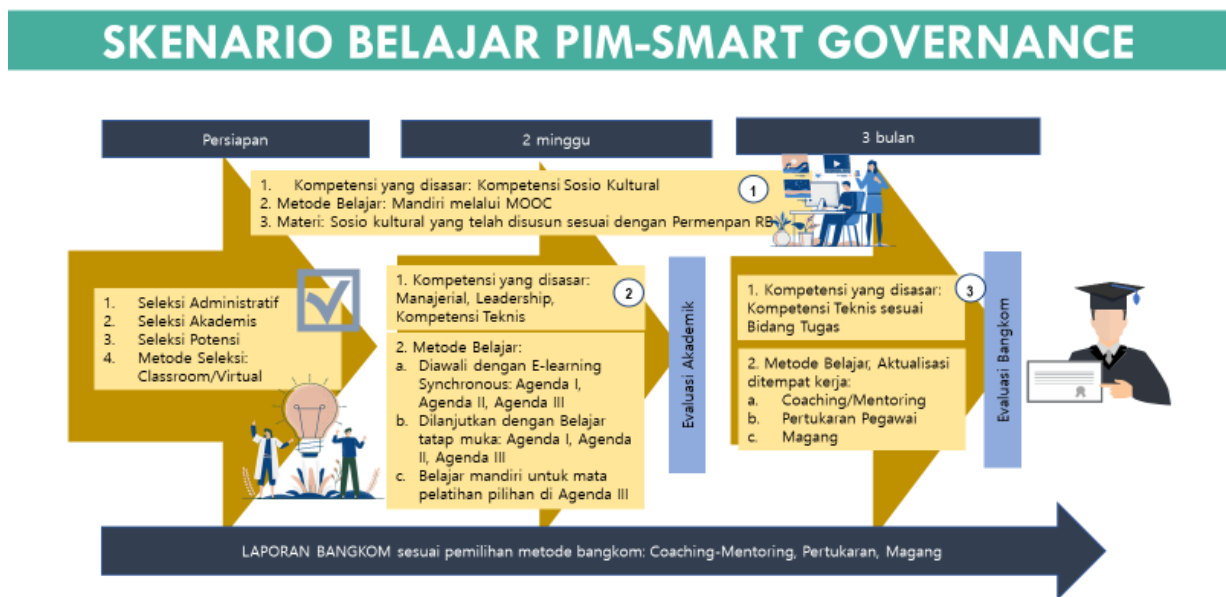 SKENARIO BELAJAR PIM-SMART GOVERNANCE
Persiapan
2 minggu
3 bulan
1. Kompetensi yang disasar: Kompetensi Sosio Kultural
2. Metode Belajar: Mandiri melalui MOOC
3. Materi: Sosio kultural yang telah disusun sesuai dengan Permenpan RB
1
1. Seleksi Administratif
2. Seleksi Akademis
3. Seleksi Potensi
4. Metode Seleksi:
Classroom/Virtual
1. Kompetensi yang disasar:
Manajerial, Leadership,
Kompetensi Teknis
2
2. Metode Belajar:
a. Diawali dengan E-learning
Synchronous: Agenda I,
Agenda II, Agenda III
b. Dilanjutkan dengan Belajar
tatap muka: Agenda I, Agenda
II, Agenda III
c. Belajar mandiri untuk mata
pelatihan pilihan di Agenda III
Evaluasi Akademik
1. Kompetensi yang disasar:
Kompetensi Teknis sesuai
Bidang Tugas
3
2. Metode Belajar, Aktualisasi
ditempat kerja:
a. Coaching/Mentoring
b. Pertukaran Pegawai
c. Magang
Evaluasi Bangkom
LAPORAN BANGKOM sesuai pemilihan metode bangkom: Coaching-Mentoring, Pertukaran, Magang